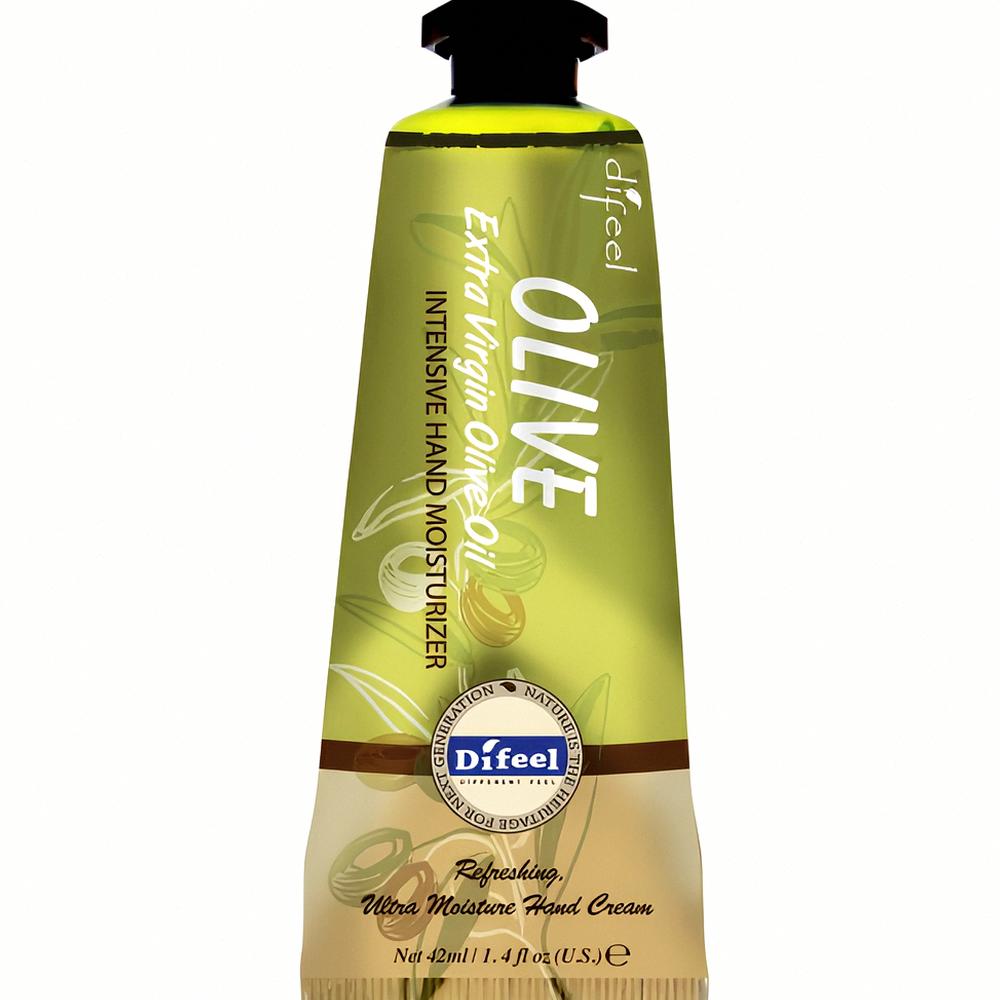 difeel
OLIVE
Extra Virgin Olive Oil
INTENSIVE HAND MOISTURIZER
NATURE IS THE HERITAGE FOR NEXT GENERATION
Difeel
DIFFERENT FEEL
Refreshing,
Ultra Moisture Hand Cream
Net 42ml / 1.4 fl oz (U.S.) ℮